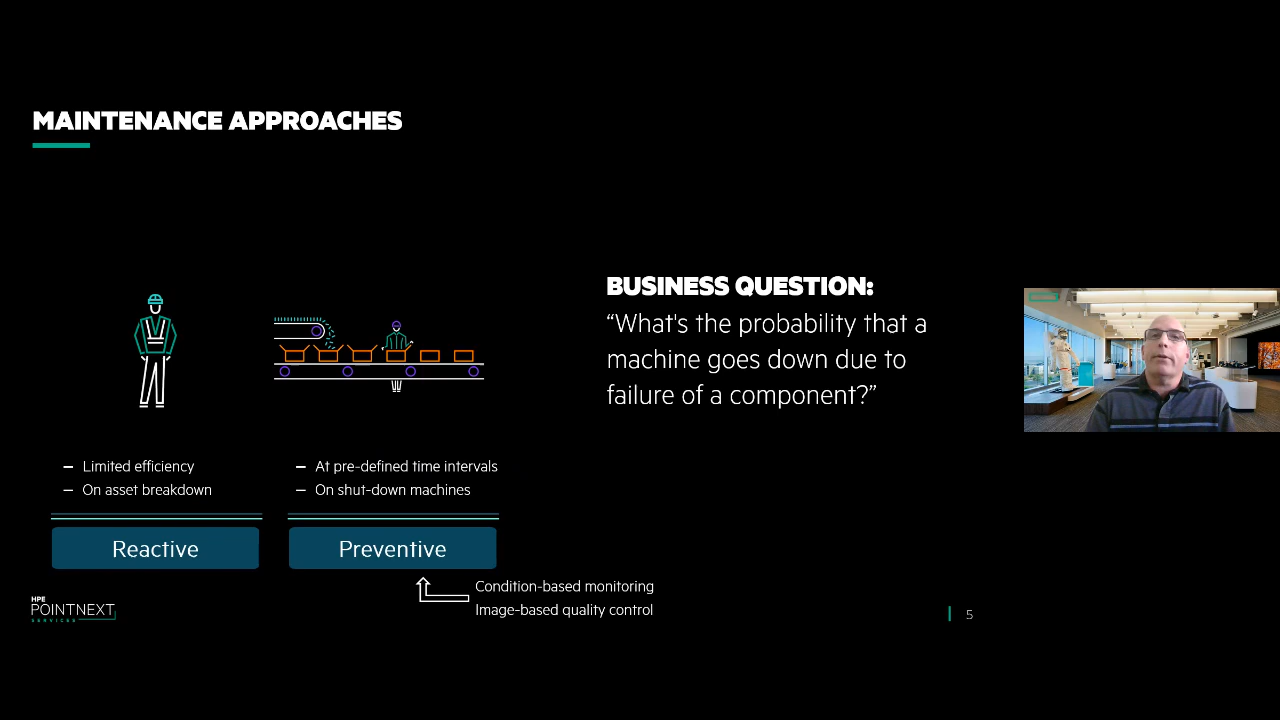 MAINTENANCE APPROACHES
BUSINESS QUESTION:
“What's the probability that a
machine goes down due to
failure of a component?”
– Limited efficiency
– On asset breakdown
Reactive
– At pre-defined time intervals
– On shut-down machines
Preventive
Condition-based monitoring
Image-based quality control
HPE
POINTNEXT
SERVICES
5